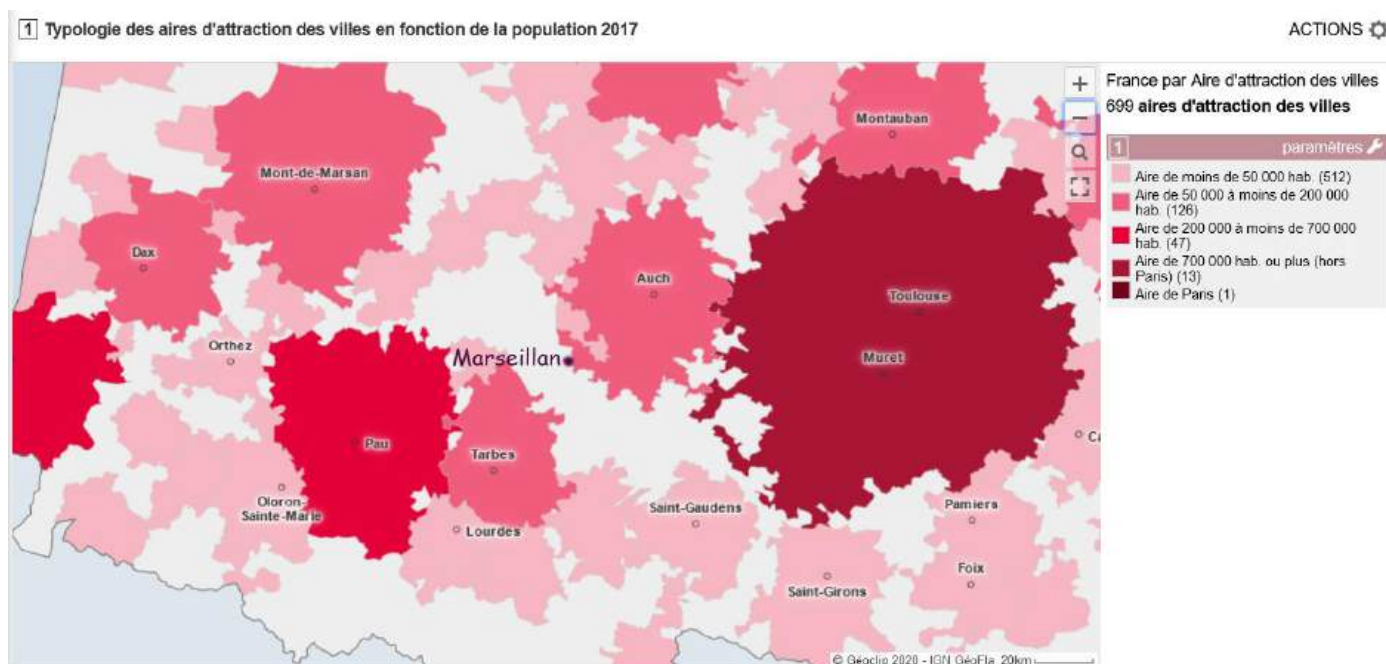 1 Typologie des aires d'attraction des villes en fonction de la population 2017
ACTIONS
France par Aire d'attraction des villes
699 aires d'attraction des villes
1 paramètres
Aire de moins de 50 000 hab. (512)
Aire de 50 000 à moins de 200 000
hab. (126)
Aire de 200 000 à moins de 700 000
hab. (47)
Aire de 700 000 hab. ou plus (hors
Paris) (13)
Aire de Paris (1)
Montauban
Mont-de-Marsan
Dax
Auch
Toulouse
Orthez
Marseillan
Muret
Pau
Tarbes
Oloron-
Sainte-Marie
Lourdes
Saint-Gaudens
Pamiers
Foix
Saint-Girons
© Géoclip 2020 - IGN GéoFla 20km